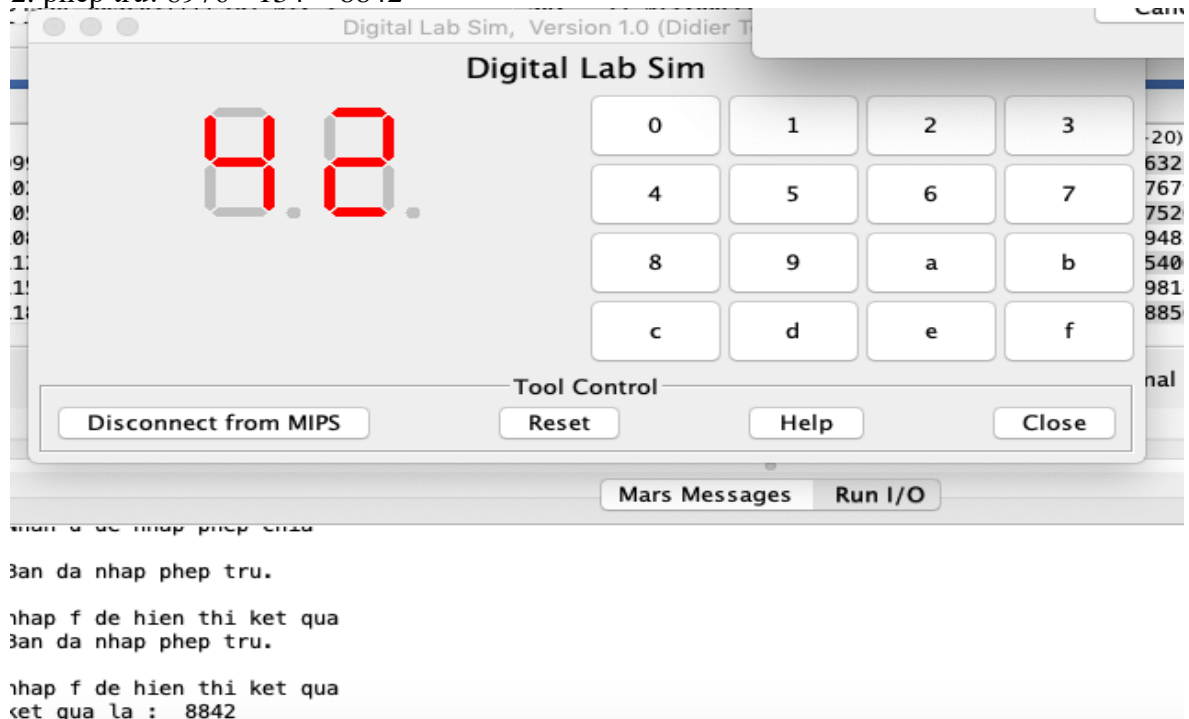 Digital Lab Sim, Version 1.0 (Didier
Digital Lab Sim
42
0 1 2 3
4 5 6 7
8 9 a b
c d e f
Tool Control
Disconnect from MIPS Reset Help Close
Mars Messages Run I/O
Ban da nhap phep tru.
nhap f de hien thi ket qua
Ban da nhap phep tru.
nhap f de hien thi ket qua
ket qua la : 8842